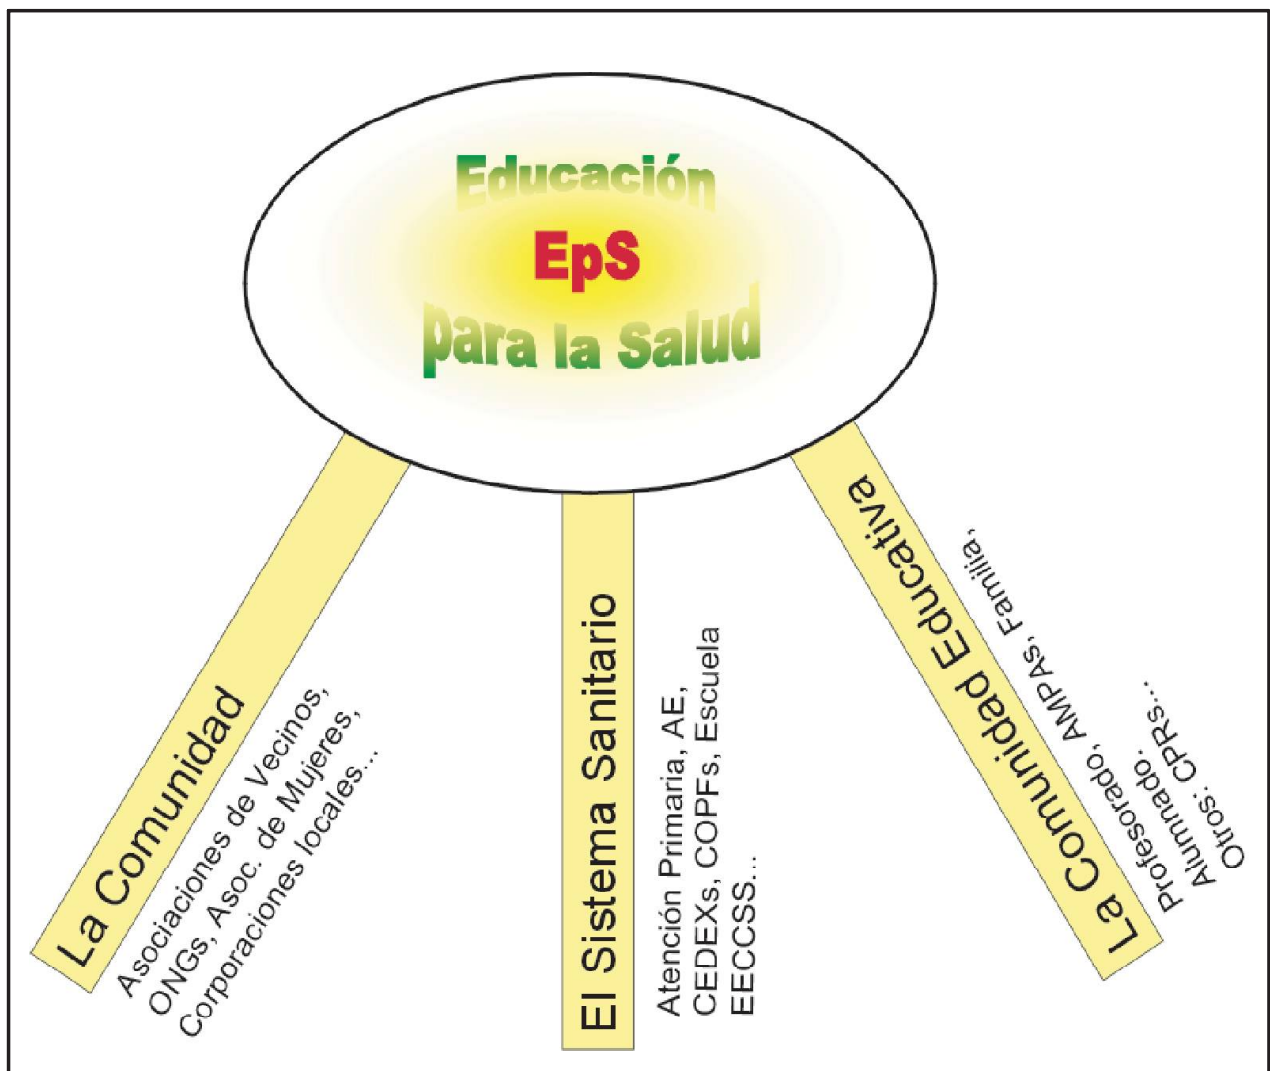 Educación
EpS
para la Salud
La Comunidad
Asociaciones de Vecinos,
ONGs, Asoc. de Mujeres,
Corporaciones locales...
El Sistema Sanitario
Atención Primaria, AE,
CEDEXs, COPFs, Escuela
EECCSS...
La Comunidad Educativa
Profesorado, AMPAs, Familia,
Alumnado.
Otros: CPRs...